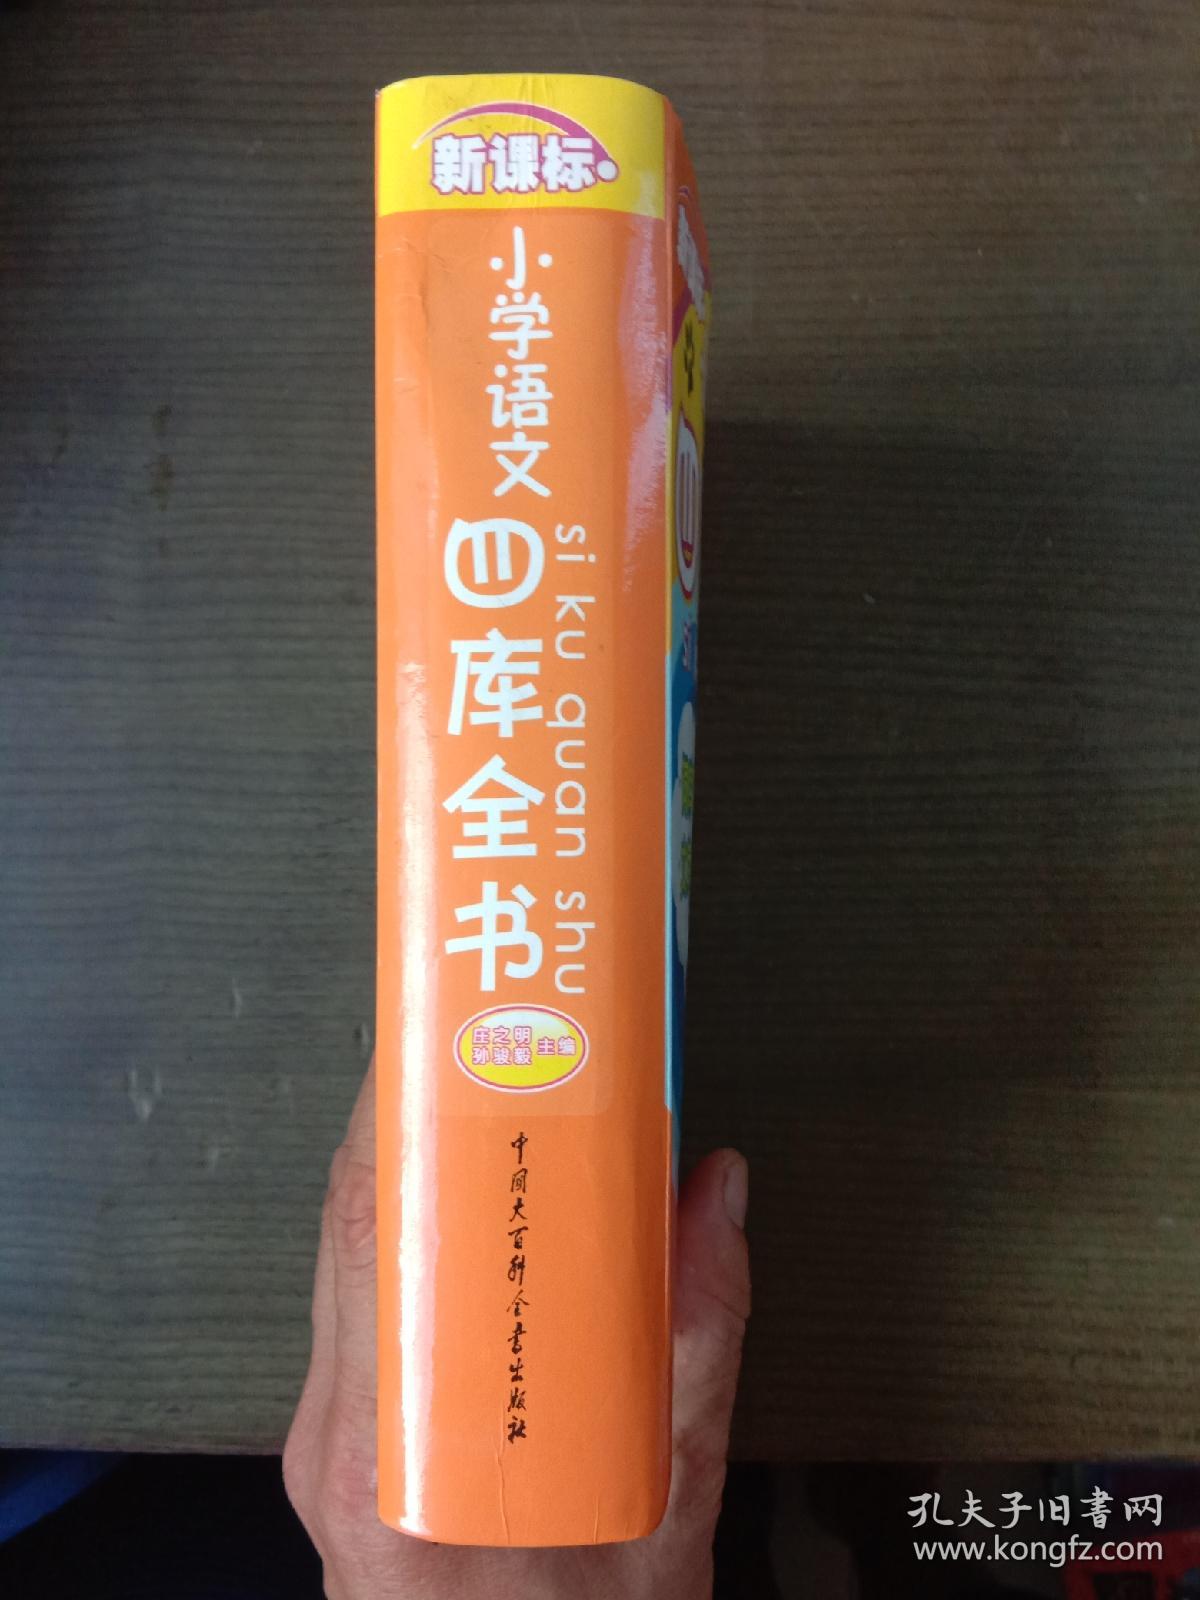 新课标·
小学语文
四库全书
si ku quan shu
庄之明
孙骏毅
主编
中国大百科全书出版社
孔夫子旧書网
www.kongfz.com